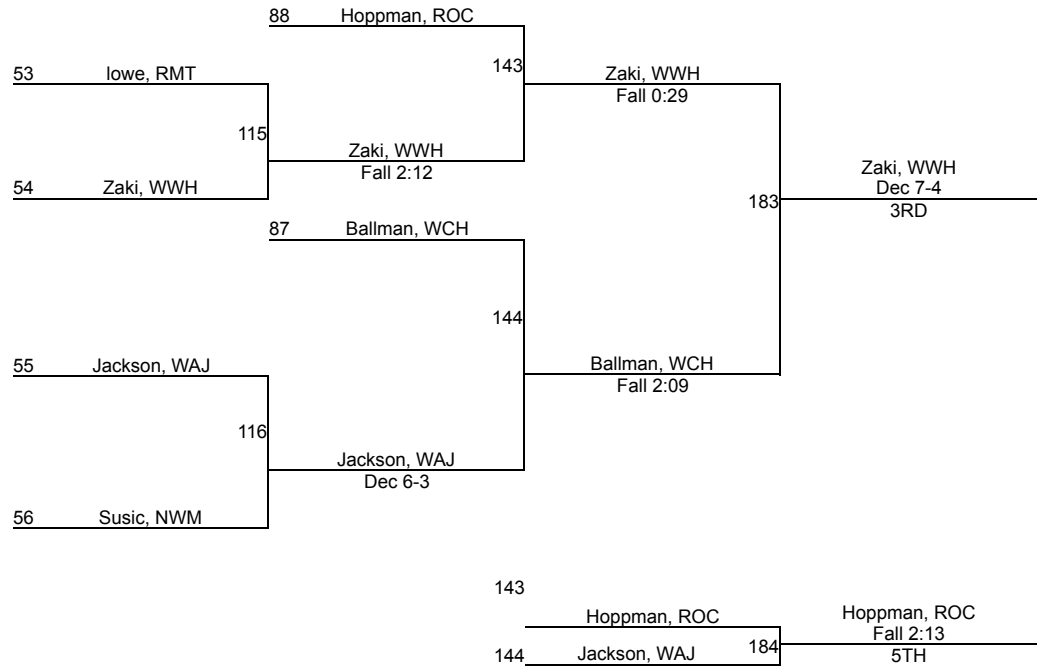 88 Hoppman, ROC
143
53 lowe, RMT
Zaki, WWH
Fall 0:29
115
Zaki, WWH
Fall 2:12
54 Zaki, WWH
Zaki, WWH
Dec 7-4
3RD
183
87 Ballman, WCH
144
55 Jackson, WAJ
Ballman, WCH
Fall 2:09
116
Jackson, WAJ
Dec 6-3
56 Susic, NWM
143
Hoppman, ROC
Hoppman, ROC
Fall 2:13
5TH
184
144 Jackson, WAJ